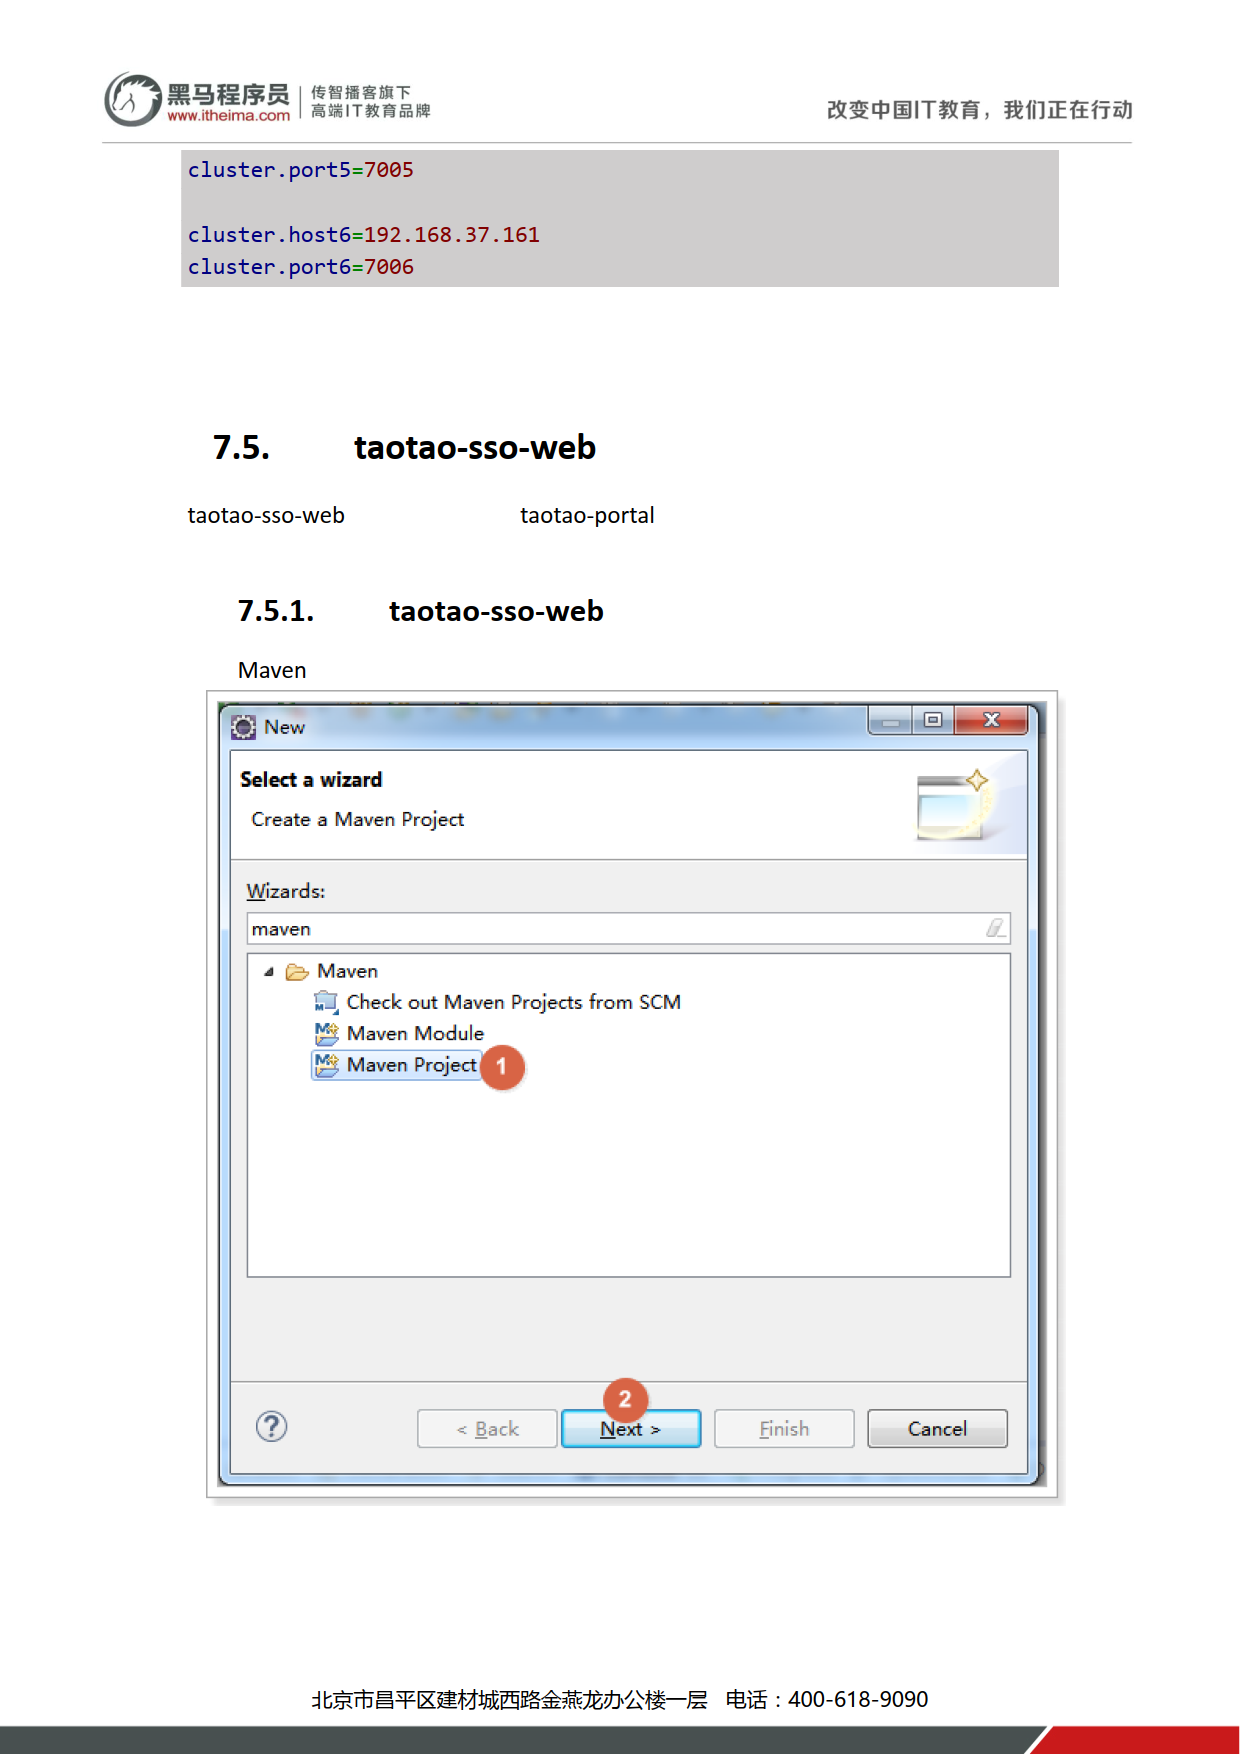 黑马程序员
www.itheima.com
传智播客旗下
高端IT教育品牌
改变中国IT教育，我们正在行动
cluster.port5=7005
cluster.host6=192.168.37.161
cluster.port6=7006
7.5. taotao-sso-web
taotao-sso-web taotao-portal
7.5.1. taotao-sso-web
Maven
New
Select a wizard
Create a Maven Project
Wizards:
maven
Maven
Check out Maven Projects from SCM
Maven Module
Maven Project 1
2
< Back Next > Finish Cancel
北京市昌平区建材城西路金燕龙办公楼一层 电话：400-618-9090